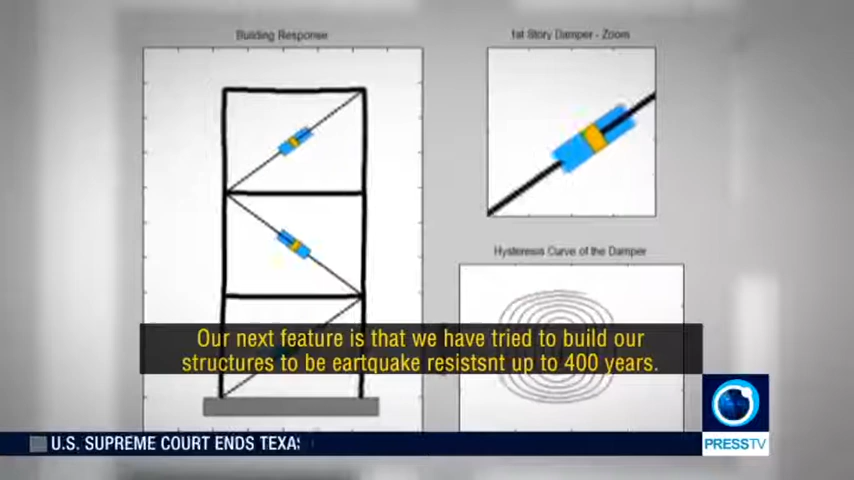 Building Response
1st Story Damper - Zoom
Hysteresis Curve of the Damper
Our next feature is that we have tried to build our
structures to be eartquake resistsnt up to 400 years.
PRESSTV
U.S. SUPREME COURT ENDS TEXAS